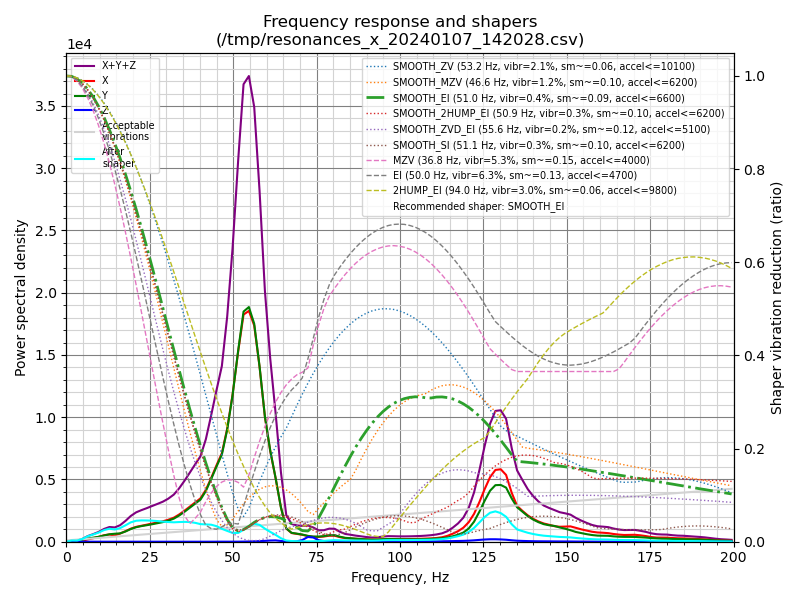 Frequency response and shapers
(/tmp/resonances_x_20240107_142028.csv)
1e4
X+Y+Z
X
Y
Z
Acceptable
vibrations
After
shaper
SMOOTH_ZV (53.2 Hz, vibr=2.1%, sm~=0.06, accel<=10100)
SMOOTH_MZV (46.6 Hz, vibr=1.2%, sm~=0.10, accel<=6200)
SMOOTH_EI (51.0 Hz, vibr=0.4%, sm~=0.09, accel<=6600)
SMOOTH_2HUMP_EI (50.9 Hz, vibr=0.3%, sm~=0.10, accel<=6200)
SMOOTH_ZVD_EI (55.6 Hz, vibr=0.2%, sm~=0.12, accel<=5100)
SMOOTH_SI (51.1 Hz, vibr=0.3%, sm~=0.10, accel<=6200)
MZV (36.8 Hz, vibr=5.3%, sm~=0.15, accel<=4000)
EI (50.0 Hz, vibr=6.3%, sm~=0.13, accel<=4700)
2HUMP_EI (94.0 Hz, vibr=3.0%, sm~=0.06, accel<=9800)
Recommended shaper: SMOOTH_EI
Power spectral density
3.5
3.0
2.5
2.0
1.5
1.0
0.5
0.0
1.0
0.8
0.6
0.4
0.2
0.0
Shaper vibration reduction (ratio)
0 25 50 75 100 125 150 175 200
Frequency, Hz